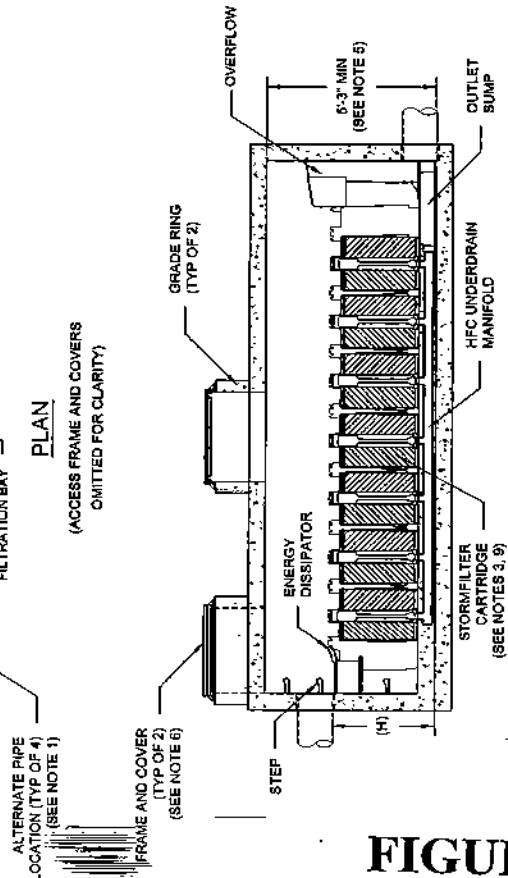 FILTRATION BAY
PLAN
(ACCESS FRAME AND COVERS
OMITTED FOR CLARITY)
ALTERNATE PIPE
LOCATION (TYP OF 4)
(SEE NOTE 1)
FRAME AND COVER
(TYP OF 2)
(SEE NOTE 6)
GRADE RING
(TYP OF 2)
OVERFLOW
STEP
ENERGY
DISSIPATOR
5'-3" MIN
(SEE NOTE 5)
(H)
STORMFILTER
CARTRIDGE
(SEE NOTES 3, 9)
HFC UNDERDRAIN
MANIFOLD
OUTLET
SUMP
FIGU